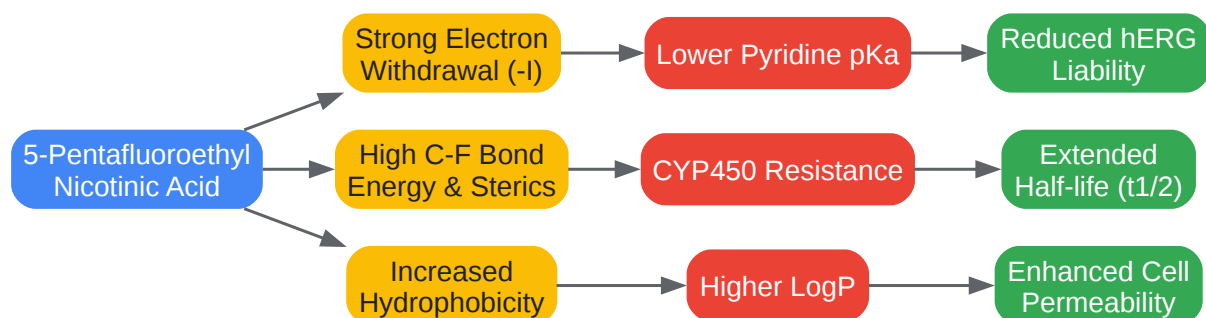 Strong Electron
Withdrawal (-I)
Lower Pyridine pKa
Reduced hERG
Liability
5-Pentafluoroethyl
Nicotinic Acid
High C-F Bond
Energy & Sterics
CYP450 Resistance
Extended
Half-life (t1/2)
Increased
Hydrophobicity
Higher LogP
Enhanced Cell
Permeability